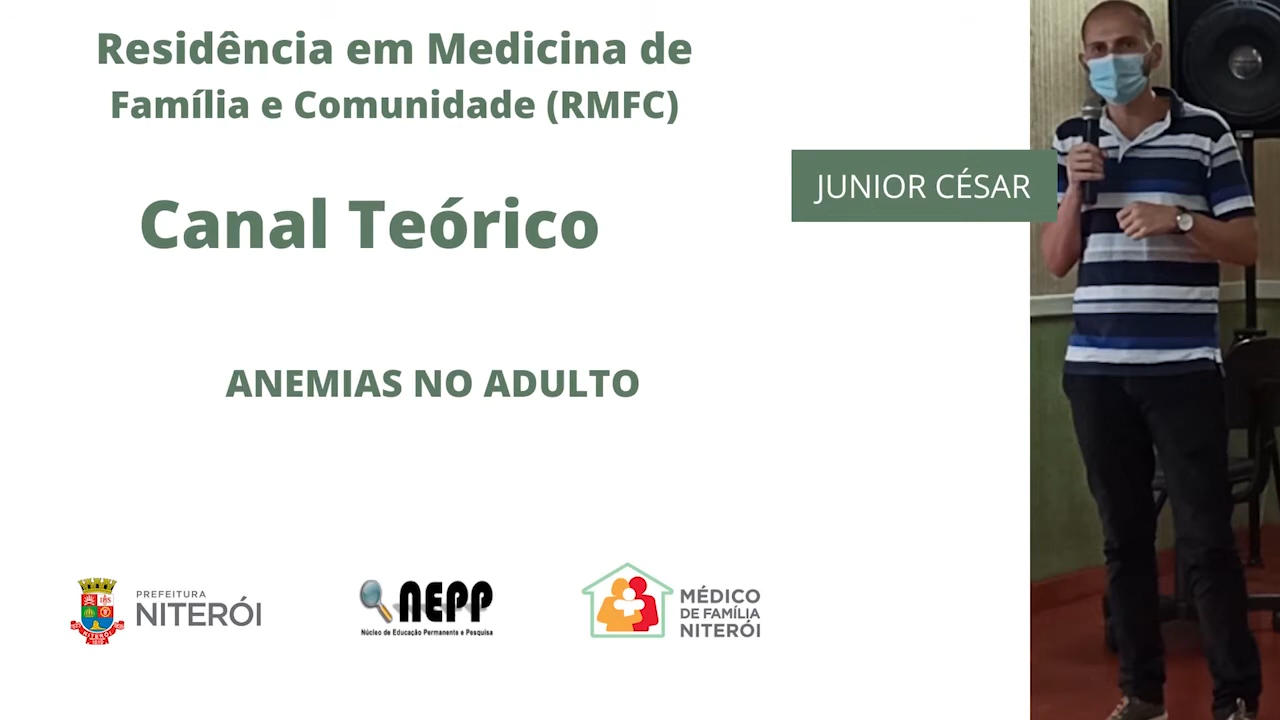 Residência em Medicina de
Família e Comunidade (RMFC)
JUNIOR CÉSAR
Canal Teórico
ANEMIAS NO ADULTO
PREFEITURA
NITERÓI
NEPP
Núcleo de Educação Permanente e Pesquisa
MÉDICO
DE FAMÍLIA
NITERÓI